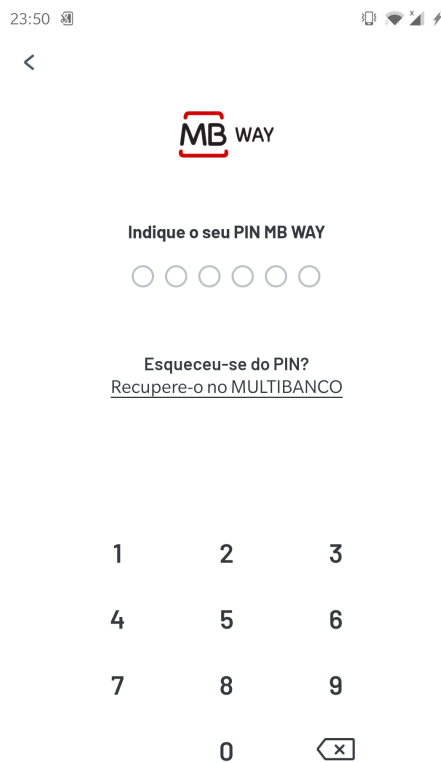 23:50
MB WAY
Indique o seu PIN MB WAY
Esqueceu-se do PIN?
Recupere-o no MULTIBANCO
1 2 3
4 5 6
7 8 9
0